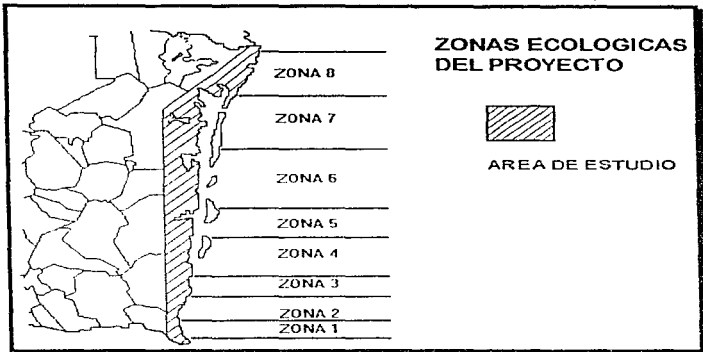 ZONAS ECOLOGICAS
DEL PROYECTO
AREA DE ESTUDIO
ZONA 8
ZONA 7
ZONA 6
ZONA 5
ZONA 4
ZONA 3
ZONA 2
ZONA 1